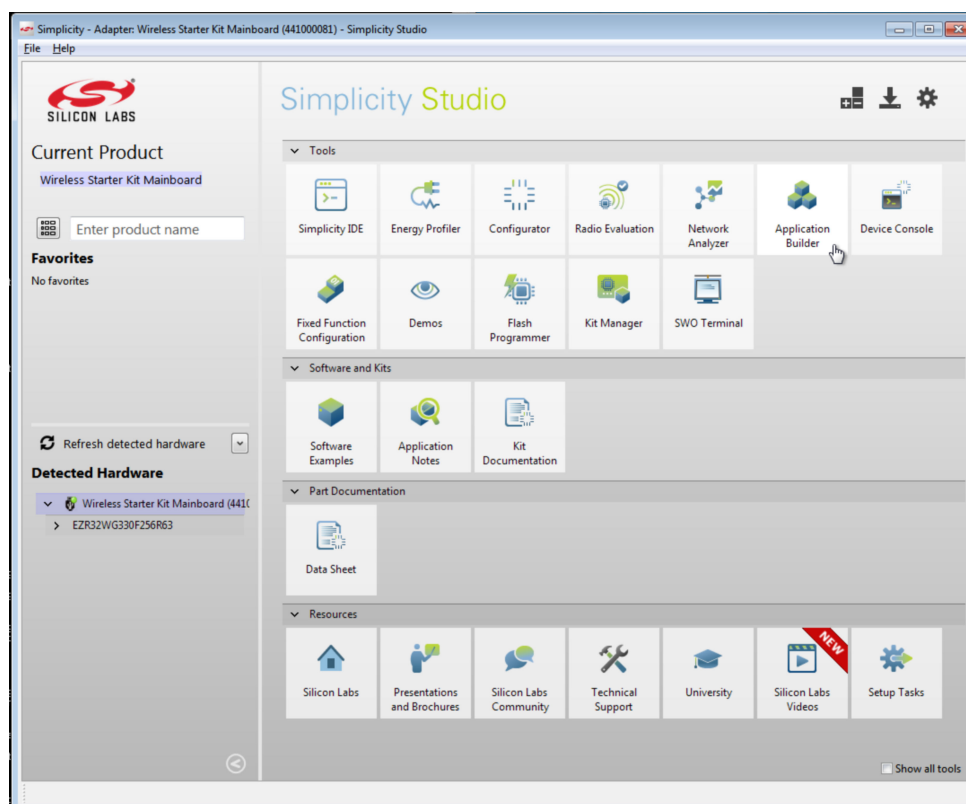 Simplicity - Adapter: Wireless Starter Kit Mainboard (441000081) - Simplicity Studio
File Help
SILICON LABS
Simplicity Studio
Current Product
Wireless Starter Kit Mainboard
Enter product name
Favorites
No favorites
Refresh detected hardware
Detected Hardware
Wireless Starter Kit Mainboard (441(
EZR32WG330F256R63
Tools
Simplicity IDE
Energy Profiler
Configurator
Radio Evaluation
Network
Analyzer
Application
Builder
Device Console
Fixed Function
Configuration
Demos
Flash
Programmer
Kit Manager
SWO Terminal
Software and Kits
Software
Examples
Application
Notes
Kit
Documentation
Part Documentation
Data Sheet
Resources
Silicon Labs
Presentations
and Brochures
Silicon Labs
Community
Technical
Support
University
NEW
Silicon Labs
Videos
Setup Tasks
Show all tools